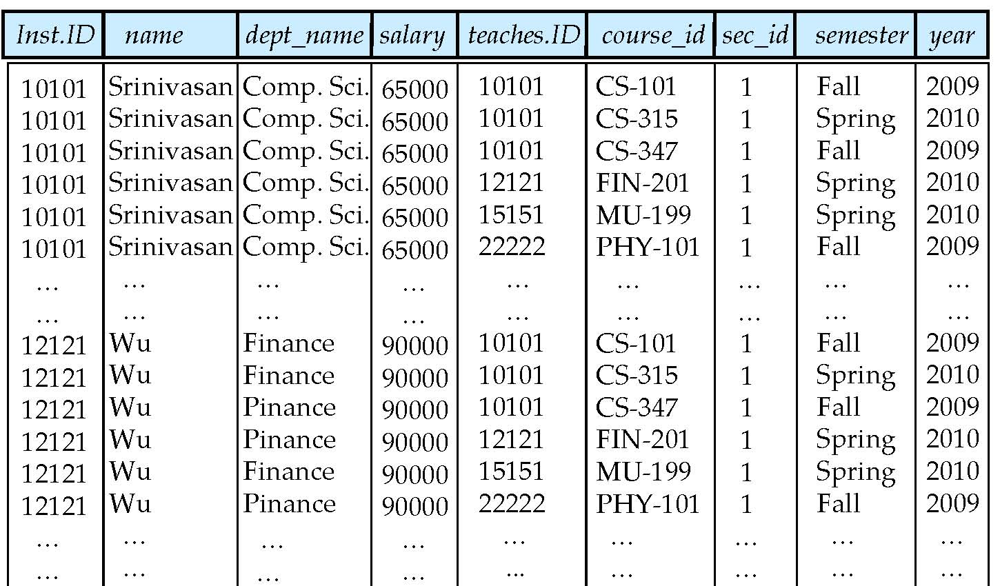 Inst.ID name dept_name salary teaches.ID course_id sec_id semester year
10101 Srinivasan Comp. Sci. 65000 10101 CS-101 1 Fall 2009
10101 Srinivasan Comp. Sci. 65000 10101 CS-315 1 Spring 2010
10101 Srinivasan Comp. Sci. 65000 10101 CS-347 1 Fall 2009
10101 Srinivasan Comp. Sci. 65000 12121 FIN-201 1 Spring 2010
10101 Srinivasan Comp. Sci. 65000 15151 MU-199 1 Spring 2010
10101 Srinivasan Comp. Sci. 65000 22222 PHY-101 1 Fall 2009
... ... ... ... ... ... ... ... ...
... ... ... ... ... ... ... ... ...
12121 Wu Finance 90000 10101 CS-101 1 Fall 2009
12121 Wu Finance 90000 10101 CS-315 1 Spring 2010
12121 Wu Pinance 90000 10101 CS-347 1 Fall 2009
12121 Wu Pinance 90000 12121 FIN-201 1 Spring 2010
12121 Wu Finance 90000 15151 MU-199 1 Spring 2010
12121 Wu Pinance 90000 22222 PHY-101 1 Fall 2009
... ... ... ... ... ... ... ... ...
... ... ... ... ... ... ... ... ...